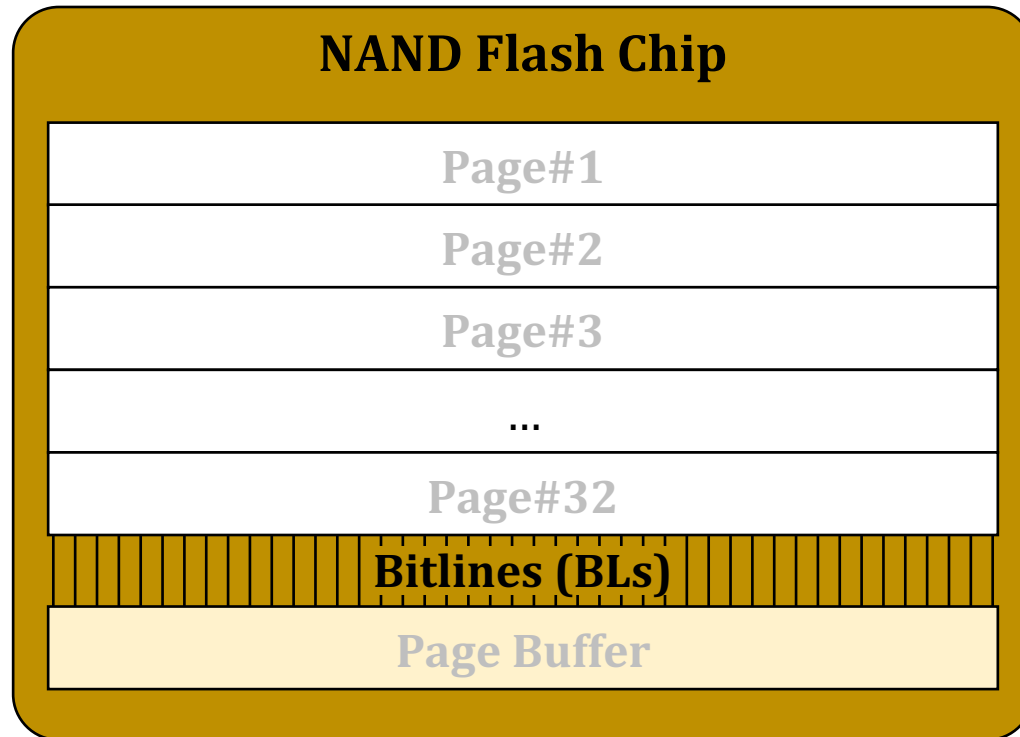 NAND Flash Chip
Page#1
Page#2
Page#3
...
Page#32
Bitlines (BLs)
Page Buffer